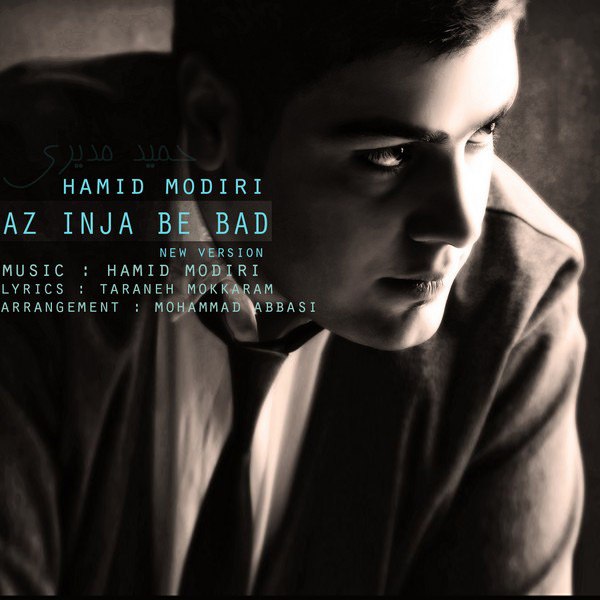 حمید مدیری
HAMID MODIRI
AZ INJA BE BAD
NEW VERSION
MUSIC : HAMID MODIRI
LYRICS : TARANEH MOKKARAM
ARRANGEMENT : MOHAMMAD ABBASI